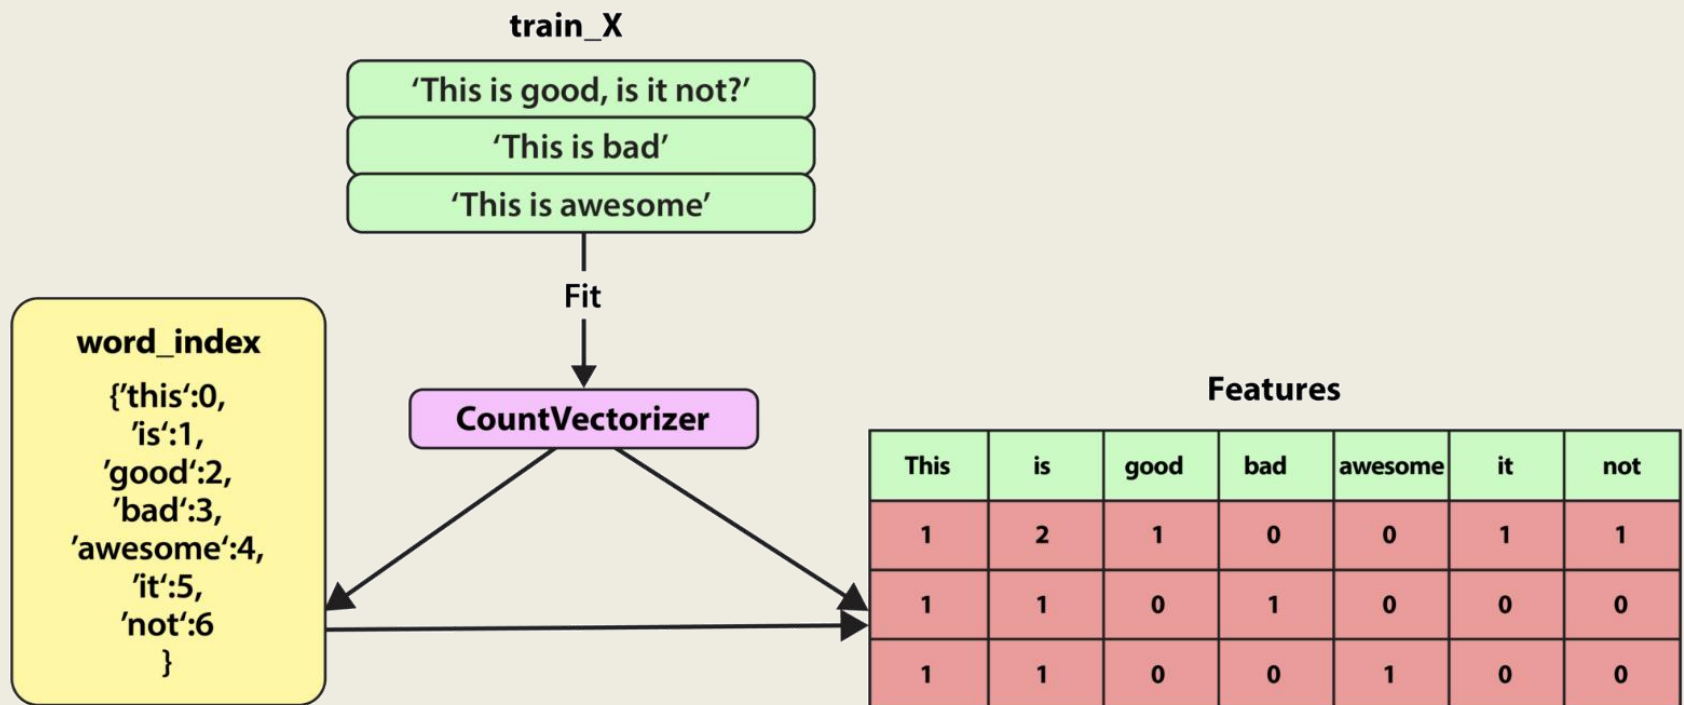 train_X
‘This is good, is it not?’
‘This is bad’
‘This is awesome’
Fit
word_index
{’this‘:0,
’is‘:1,
’good‘:2,
’bad‘:3,
’awesome‘:4,
’it‘:5,
’not‘:6
}
CountVectorizer
Features
This is good bad awesome it not
1 2 1 0 0 1 1
1 1 0 1 0 0 0
1 1 0 0 1 0 0